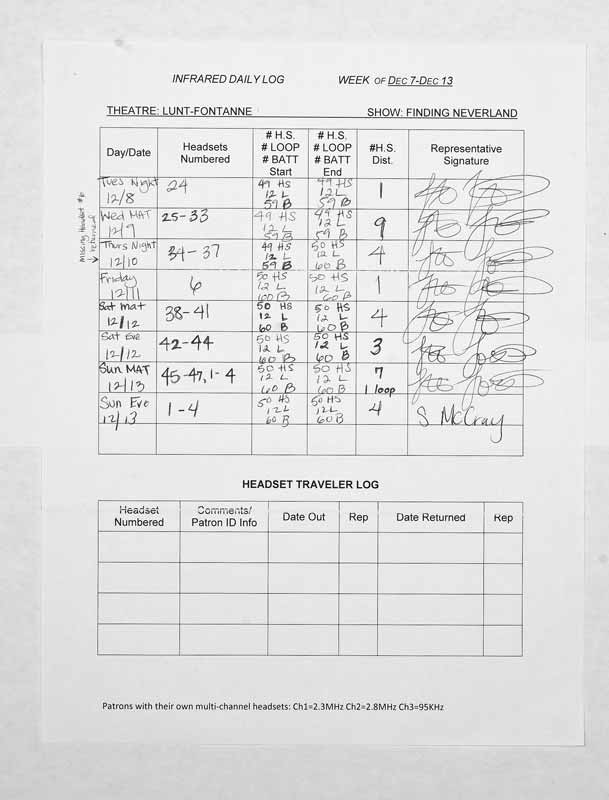 INFRARED DAILY LOG WEEK OF DEC 7-DEC 13
THEATRE: LUNT-FONTANNE SHOW: FINDING NEVERLAND
Day/Date Headsets Numbered # H.S. # LOOP # BATT Start # H.S. # LOOP # BATT End #H.S. Dist. Representative Signature
Tues Night 12/8 24 49 HS 12 L 59 B 49 HS 12 L 59 B 1
Wed MAT 12/9 25-33 49 HS 12 L 59 B 49 HS 12 L 59 B 9
Missing Headset #6 returned
Thurs Night 12/10 34-37 49 HS 12 L 59 B 50 HS 12 L 60 B 4
Friday 12/11 6 50 HS 12 L 60 B 50 HS 12 L 60 B 1
Sat mat 12/12 38-41 50 HS 12 L 60 B 50 HS 12 L 60 B 4
Sat Eve 12/12 42-44 50 HS 12 L 60 B 50 HS 12 L 60 B 3
Sun MAT 12/13 45-47, 1-4 50 HS 12 L 60 B 50 HS 12 L 60 B 7 1 loop
Sun Eve 12/13 1-4 50 HS 12 L 60 B 50 HS 12 L 60 B 4 S McCray
HEADSET TRAVELER LOG
Headset Numbered Comments/ Patron ID Info Date Out Rep Date Returned Rep
Patrons with their own multi-channel headsets: Ch1=2.3MHz Ch2=2.8MHz Ch3=95KHz